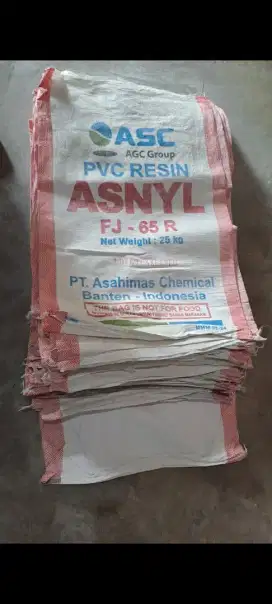 ASC
AGC Group
PVC RESIN
ASNYL
FJ - 65 R
Net Weight : 25 kg
PT. Asahimas Chemical
Banten - Indonesia
THE BAG IS NOT FOR FOOD